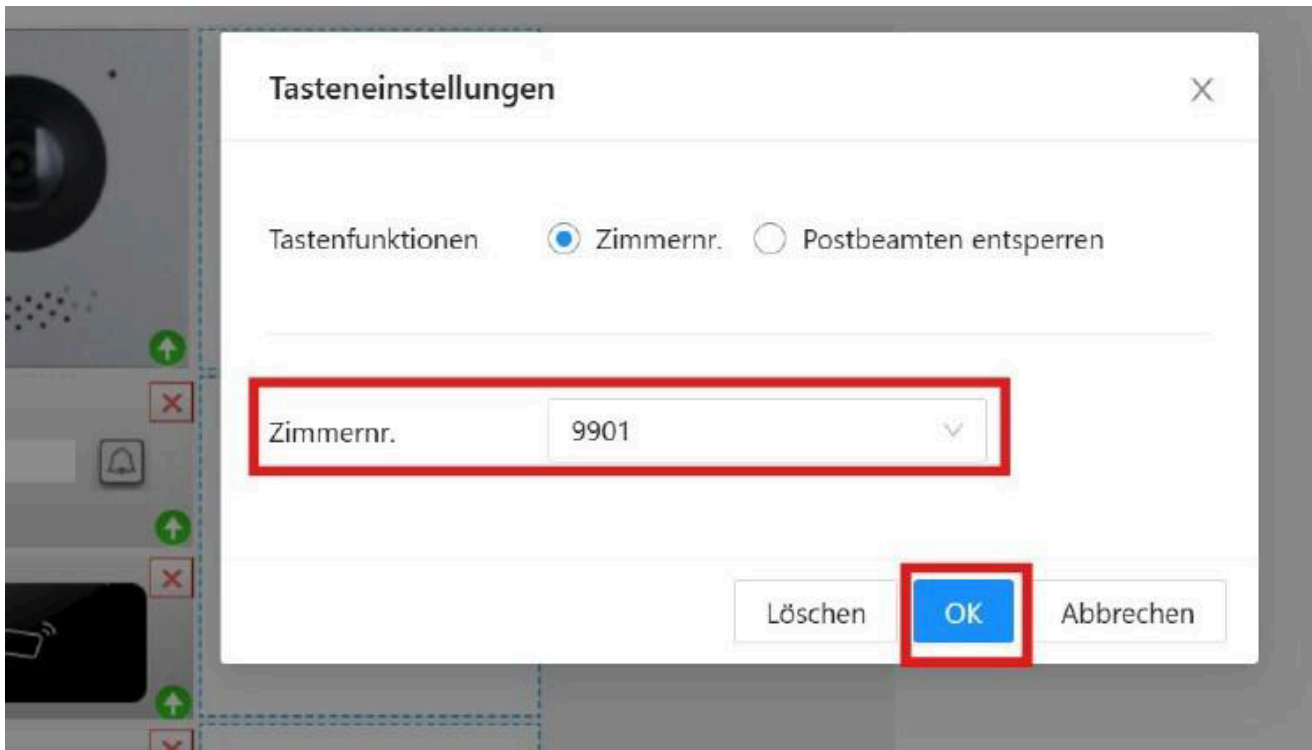 Tasteneinstellungen
Tastenfunktionen Zimmernr. Postbeamten entsperren
Zimmernr. 9901
Löschen OK Abbrechen